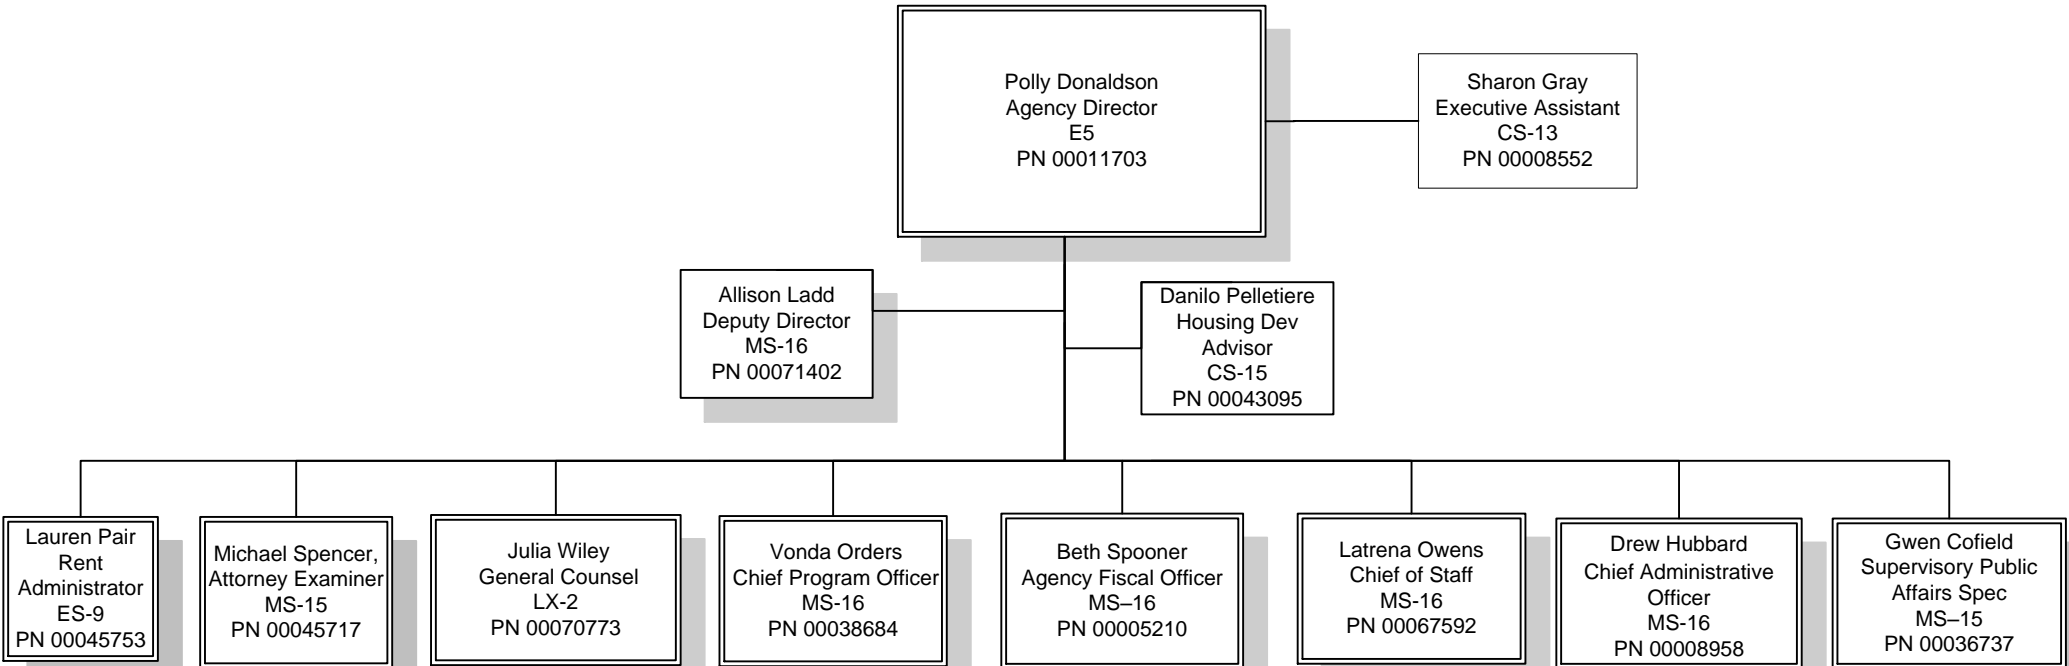 Polly Donaldson
Agency Director
E5
PN 00011703
Sharon Gray
Executive Assistant
CS-13
PN 00008552
Allison Ladd
Deputy Director
MS-16
PN 00071402
Danilo Pelletiere
Housing Dev
Advisor
CS-15
PN 00043095
Lauren Pair
Rent
Administrator
ES-9
PN 00045753
Michael Spencer,
Attorney Examiner
MS-15
PN 00045717
Julia Wiley
General Counsel
LX-2
PN 00070773
Vonda Orders
Chief Program Officer
MS-16
PN 00038684
Beth Spooner
Agency Fiscal Officer
MS–16
PN 00005210
Latrena Owens
Chief of Staff
MS-16
PN 00067592
Drew Hubbard
Chief Administrative
Officer
MS-16
PN 00008958
Gwen Cofield
Supervisory Public
Affairs Spec
MS–15
PN 00036737